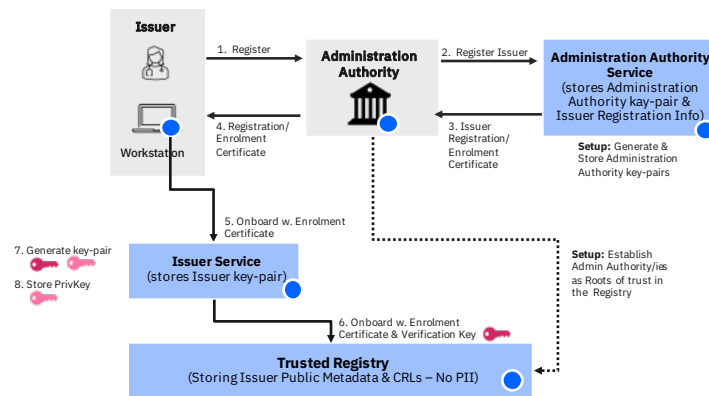 Issuer
1. Register
Administration
Authority
2. Register Issuer
Administration Authority
Service
(stores Administration
Authority kay-pair &
Issuer Registration Info)
4. Registration/
Enrolment
Certificate
3. Issuer
Registration/
Enrolment
Certificate
Workstation
Setup: Generate &
Store Administration
Authority key-pairs
5. Onboard w. Enrolment
Certificate
7. Generate key-pair
8. Store PrivKey
Issuer Service
(stores Issuer key-pair)
Setup: Establish
Admin Authority/ies
as Roots of trust in
the Registry
6. Onboard w. Enrolment
Certificate & Verification Key
Trusted Registry
(Storing Issuer Public Metadata & CRLs – No PII)